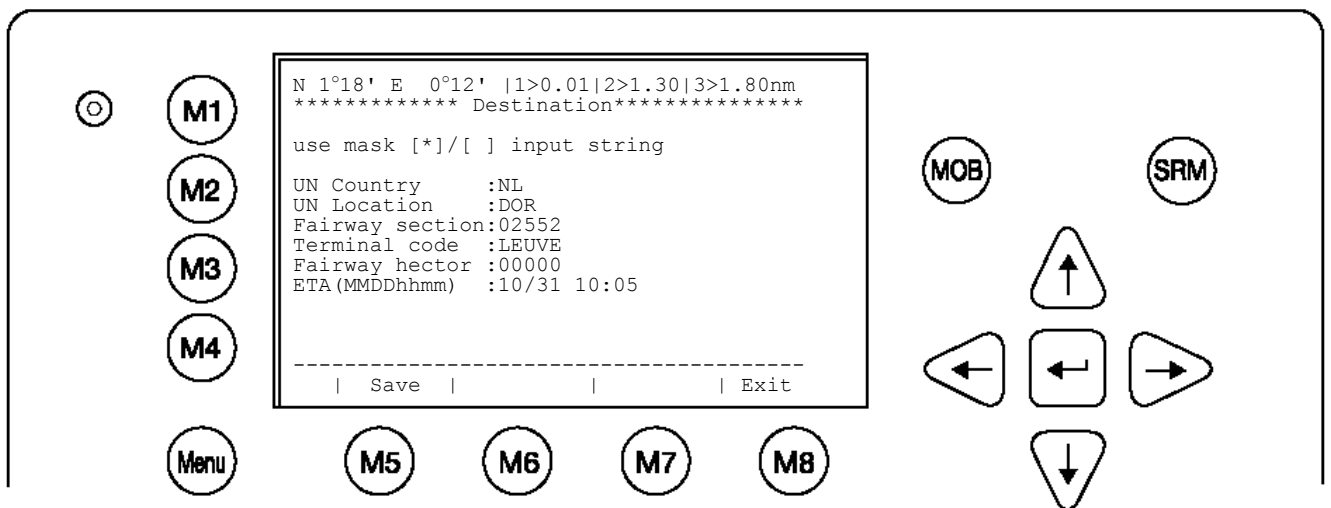 N 1°18' E 0°12' |1>0.01|2>1.30|3>1.80nm
************* Destination***************
use mask [*]/[ ] input string
UN Country :NL
UN Location :DOR
Fairway section:02552
Terminal code :LEUVE
Fairway hector :00000
ETA(MMDDhhmm) :10/31 10:05
----------------------------------------
| Save | | | Exit
M1
M2
M3
M4
Menu
M5
M6
M7
M8
MOB
SRM